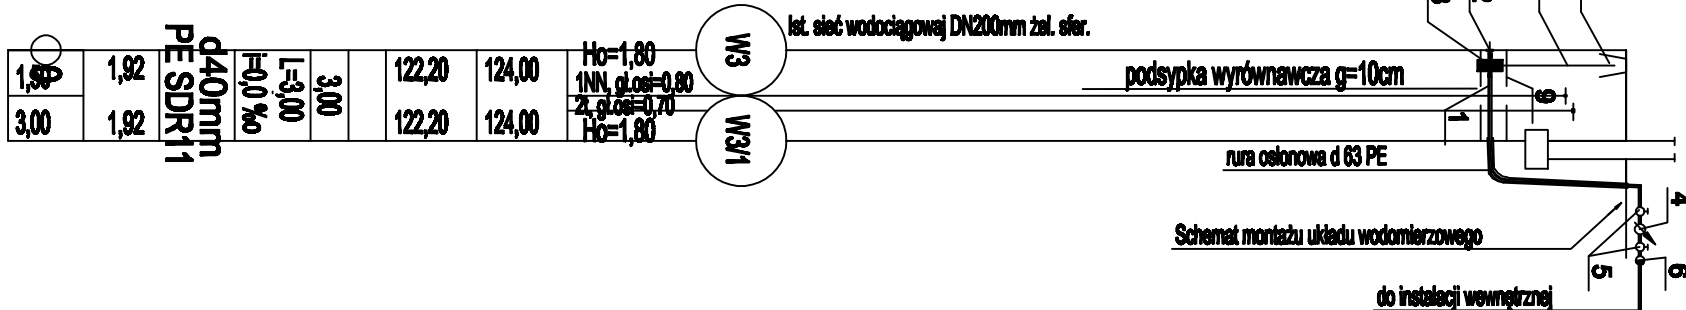 Ist. sieć wodociągowaj DN200mm żel. sfer.
W3
Ho=1,80
1NN, gł.osi=0,80
2t, gł.osi=0,70
Ho=1,80
W3/1
124,00
124,00
122,20
122,20
3,00
L=3,00
i=0,0 %o
d40mm
PE SDR11
1,92
1,92
3,00
podsypka wyrównawcza g=10cm
rura osłonowa d 63 PE
Schemat montażu układu wodomierzowego
do instalacji wewnętrznej
1
9
4
5
6